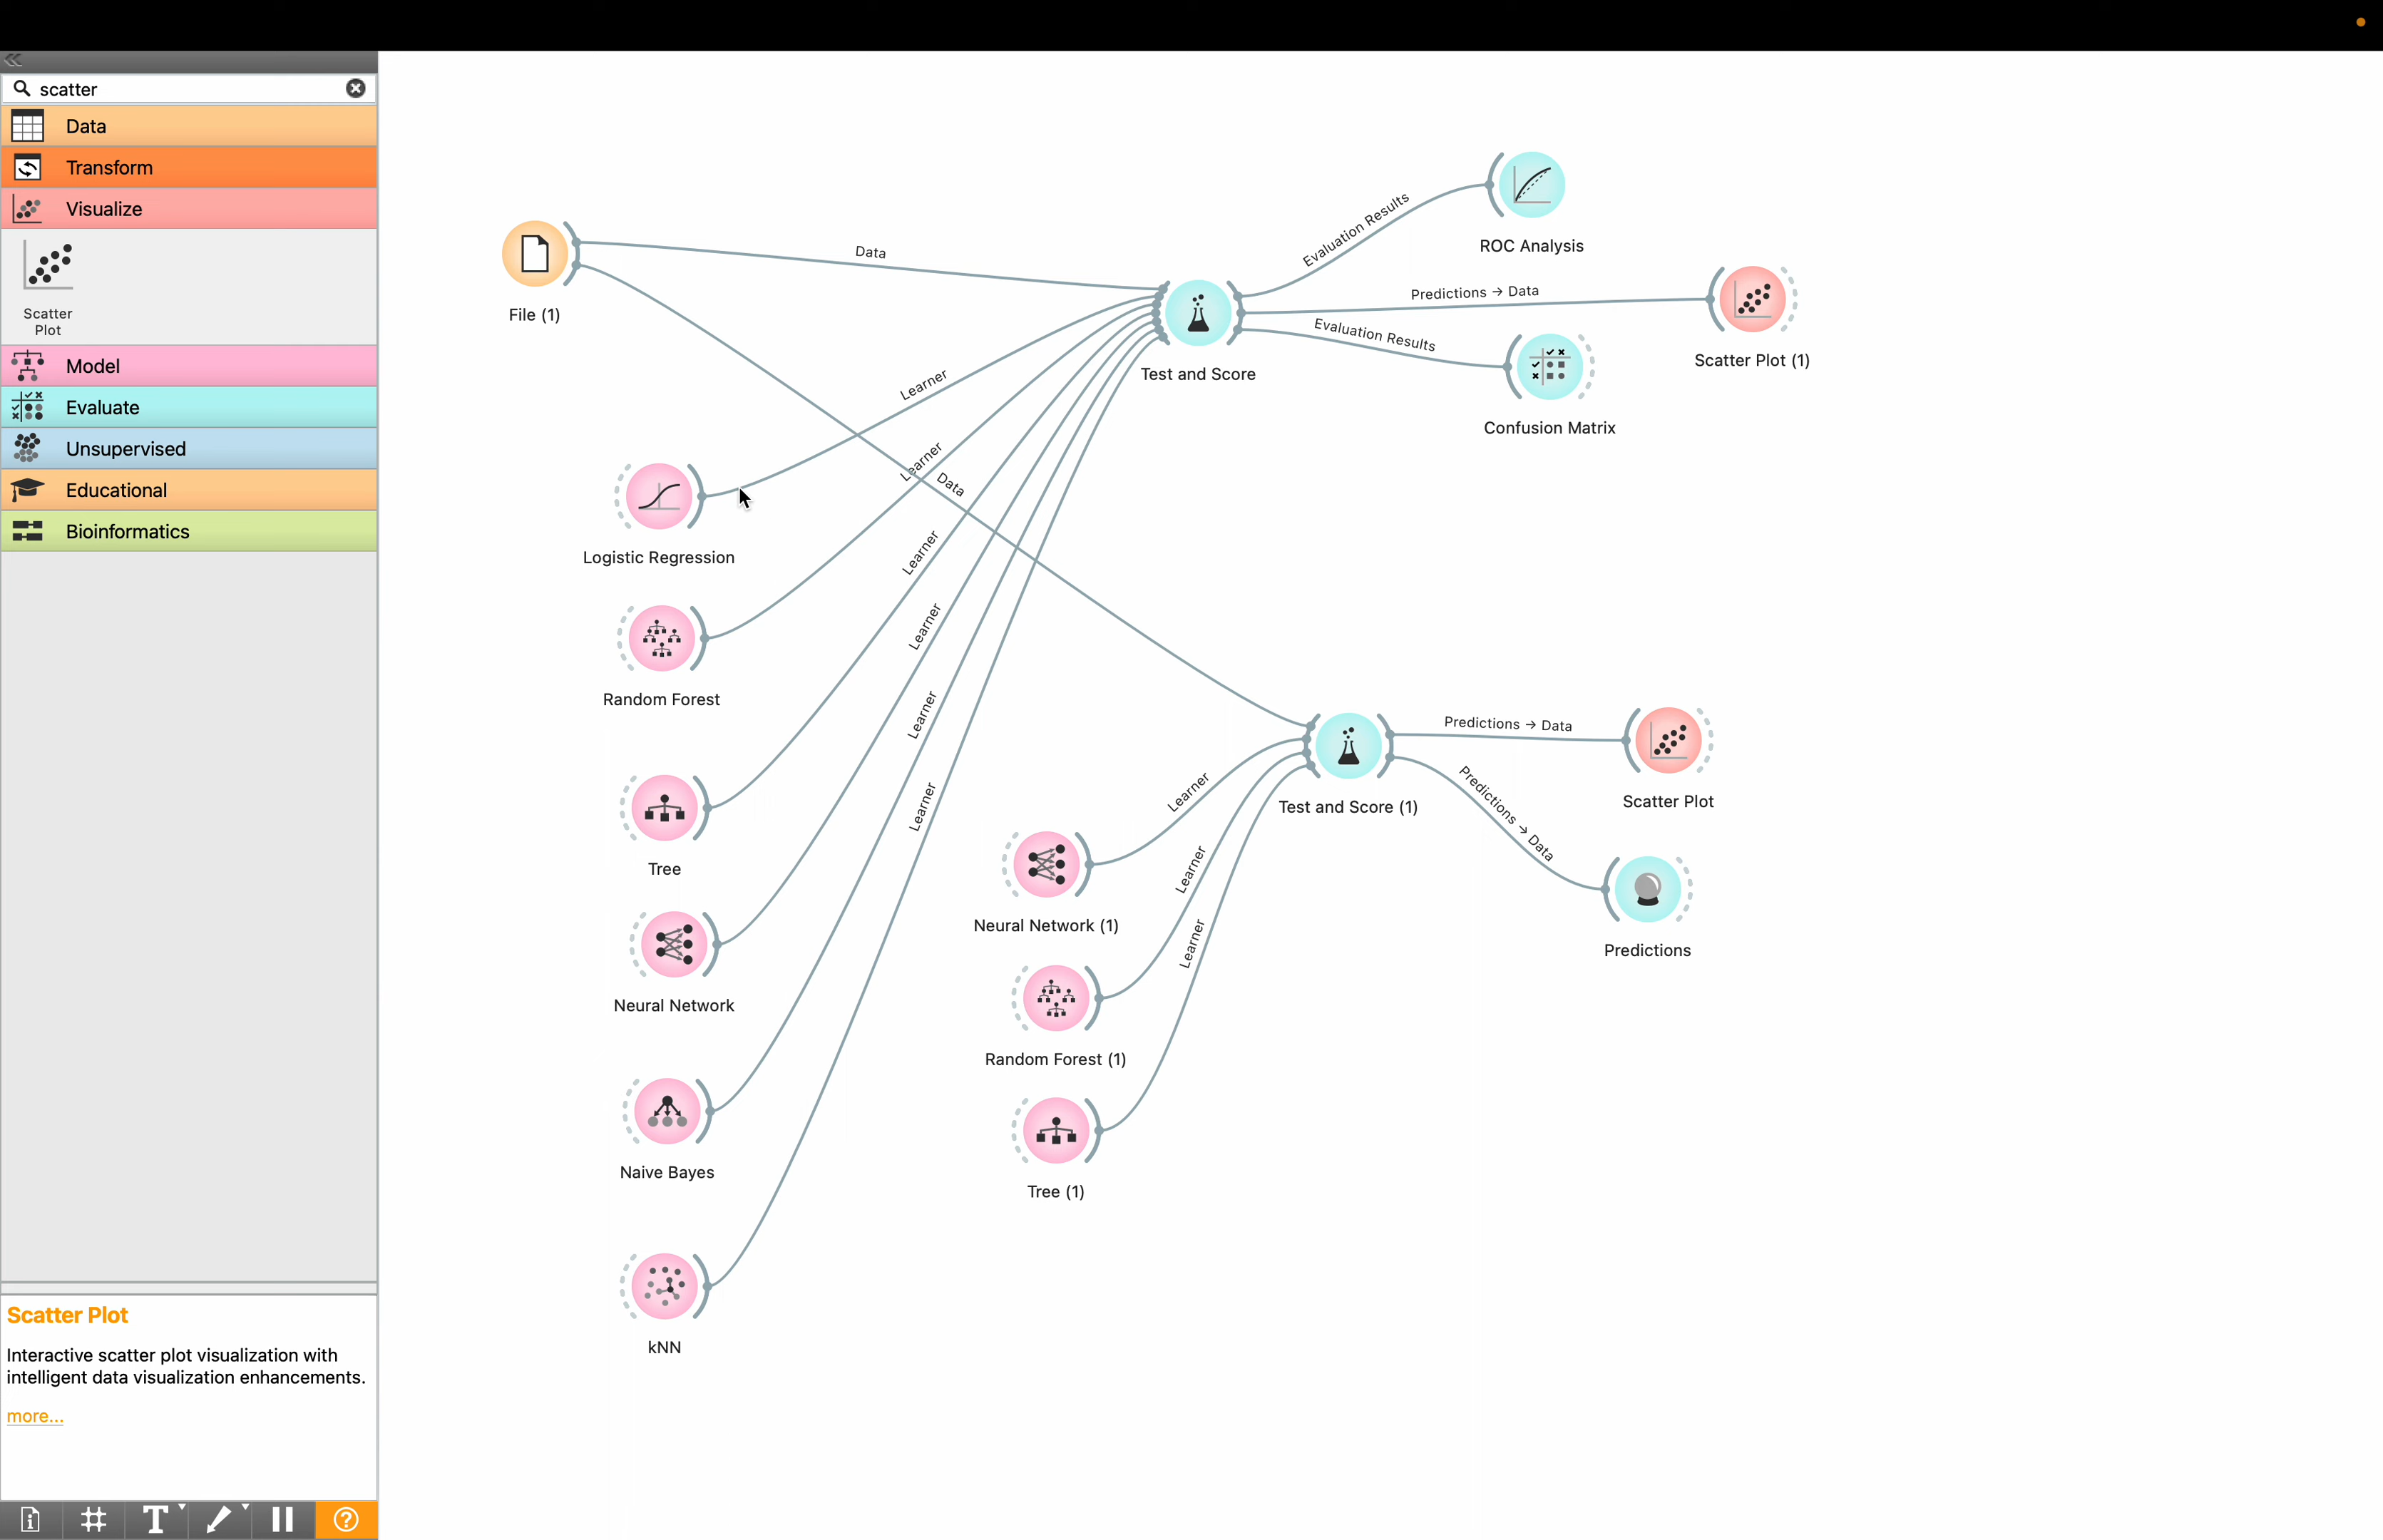 scatter
Data
Transform
Visualize
Scatter
Plot
Model
Evaluate
Unsupervised
Educational
Bioinformatics
Scatter Plot
Interactive scatter plot visualization with
intelligent data visualization enhancements.
more...
File (1)
Data
Data
Learner
Learner
Learner
Learner
Learner
Learner
Logistic Regression
Random Forest
Tree
Neural Network
Naive Bayes
kNN
Test and Score
Evaluation Results
Predictions → Data
Evaluation Results
ROC Analysis
Scatter Plot (1)
Confusion Matrix
Learner
Learner
Learner
Neural Network (1)
Random Forest (1)
Tree (1)
Test and Score (1)
Predictions → Data
Predictions → Data
Scatter Plot
Predictions